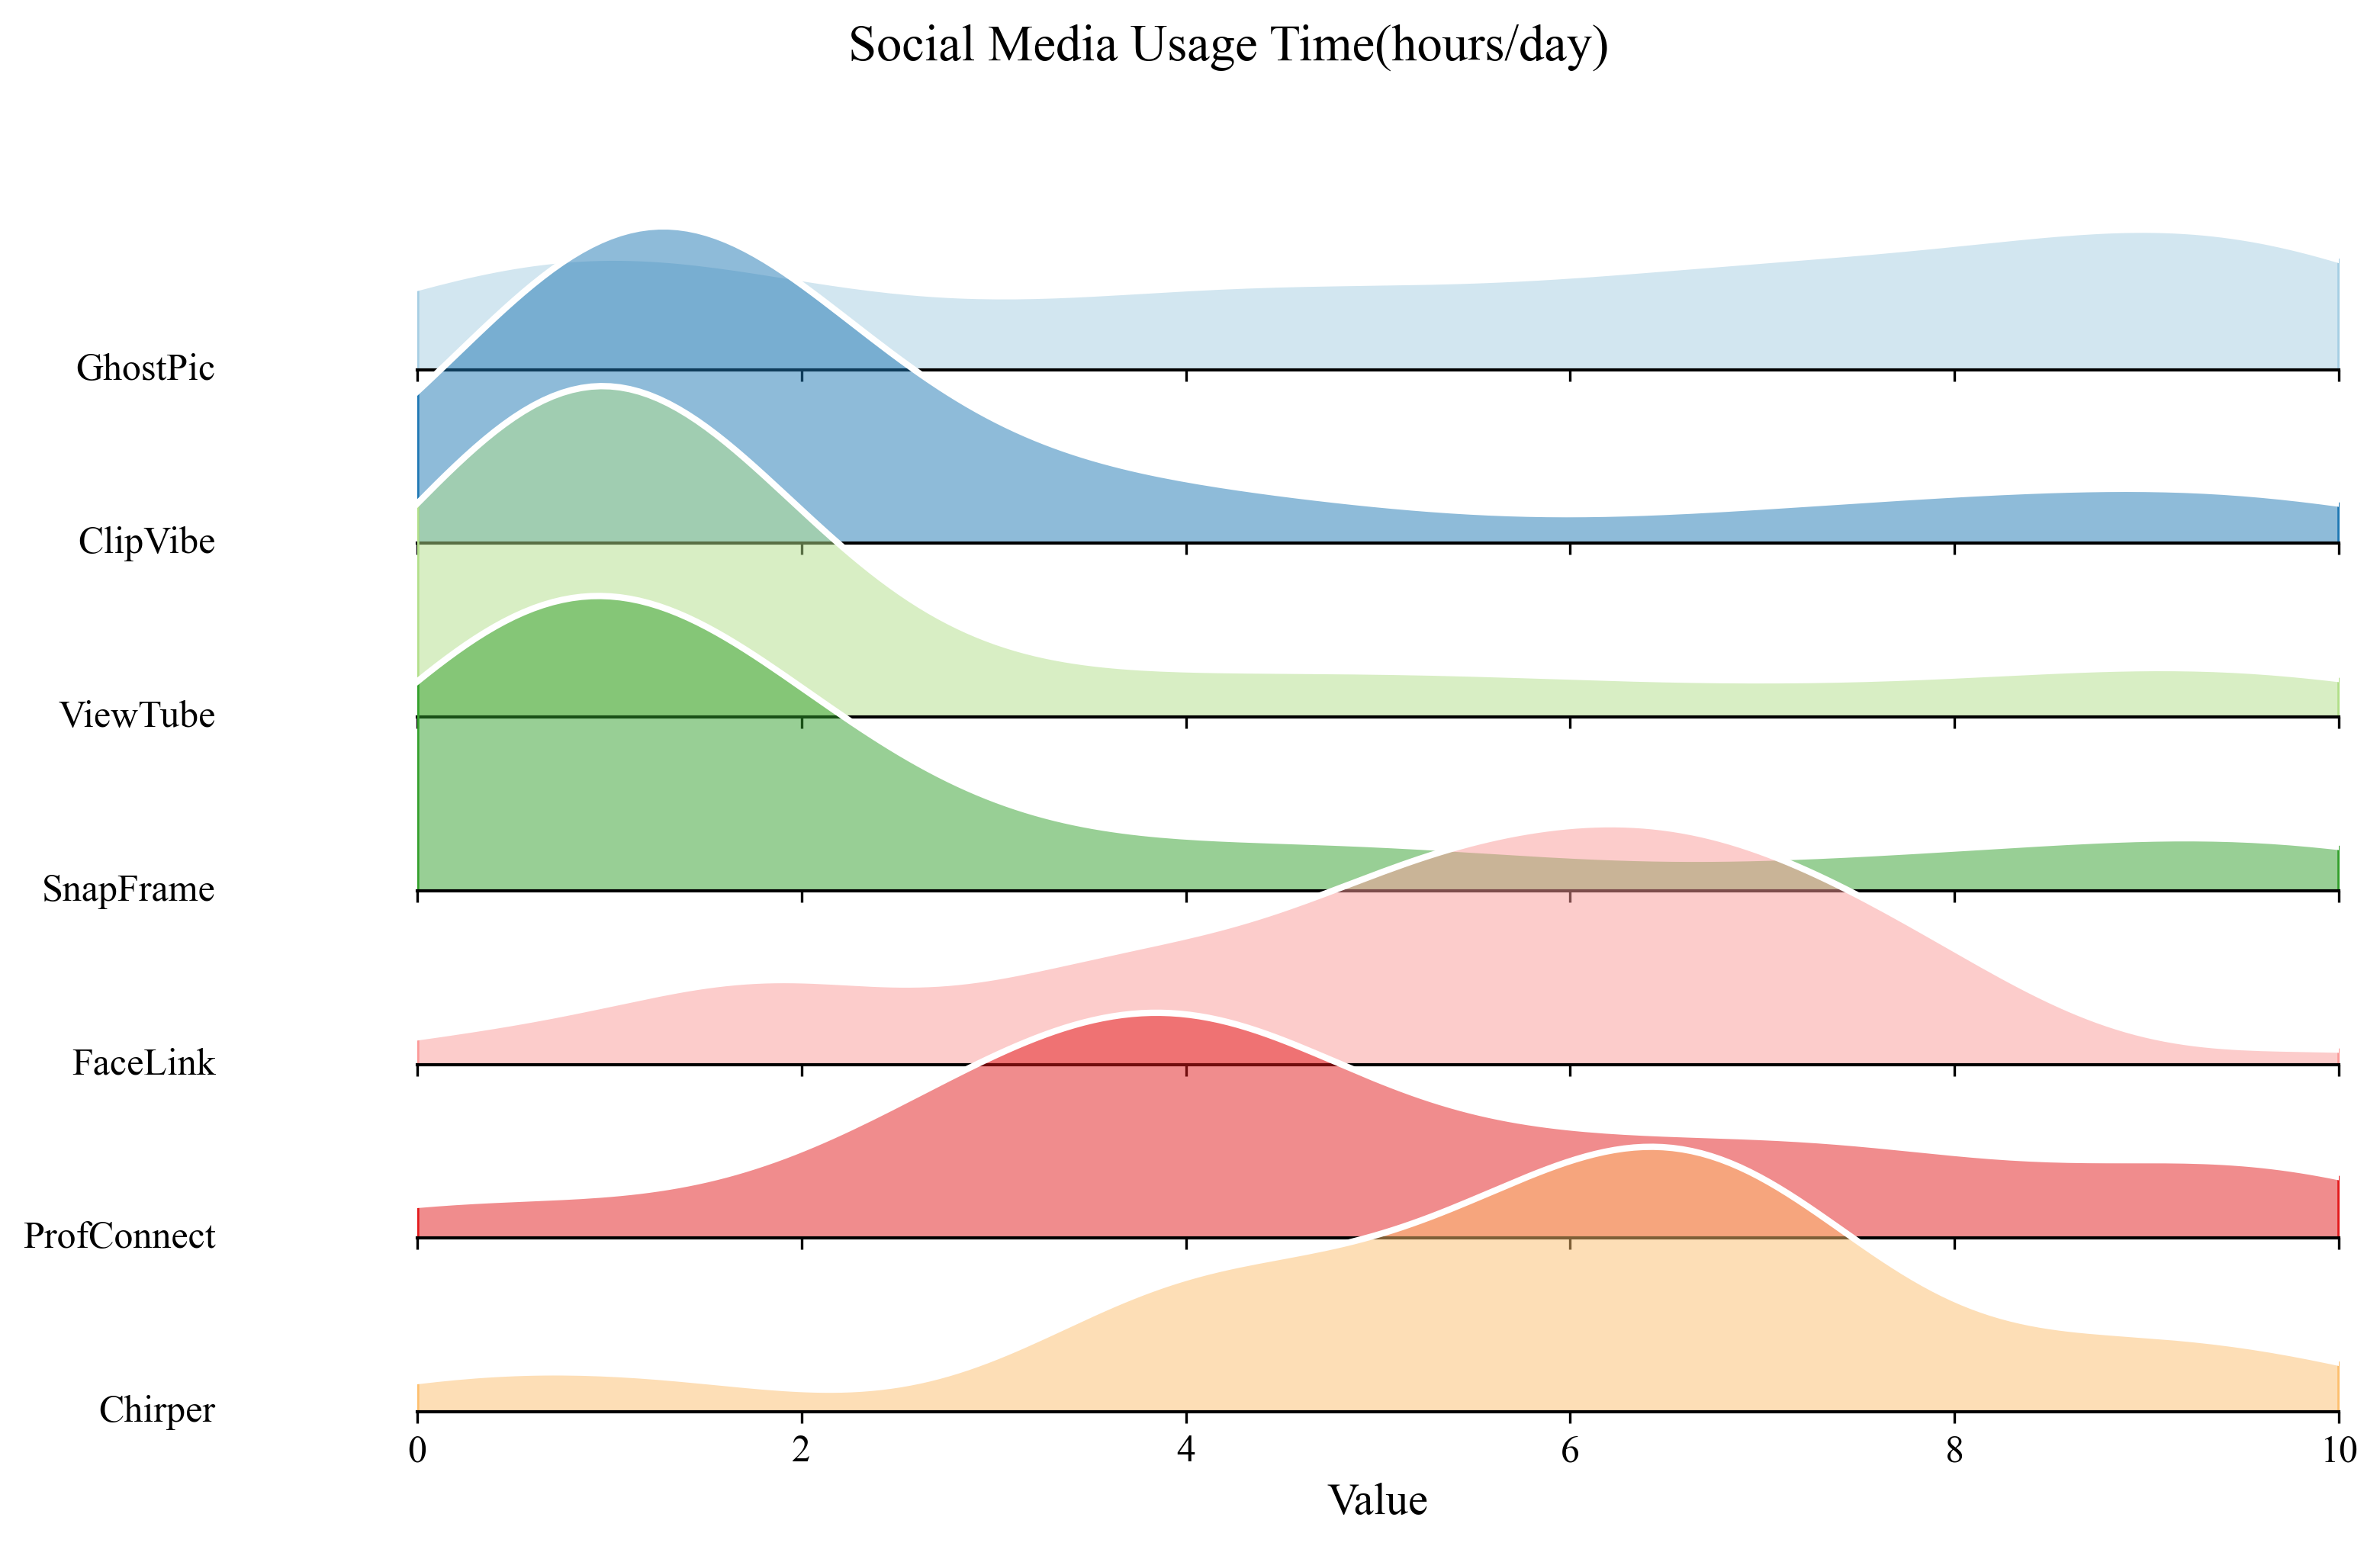 Social Media Usage Time(hours/day)
GhostPic
ClipVibe
ViewTube
SnapFrame
FaceLink
ProfConnect
Chirper
0 2 4 6 8 10
Value